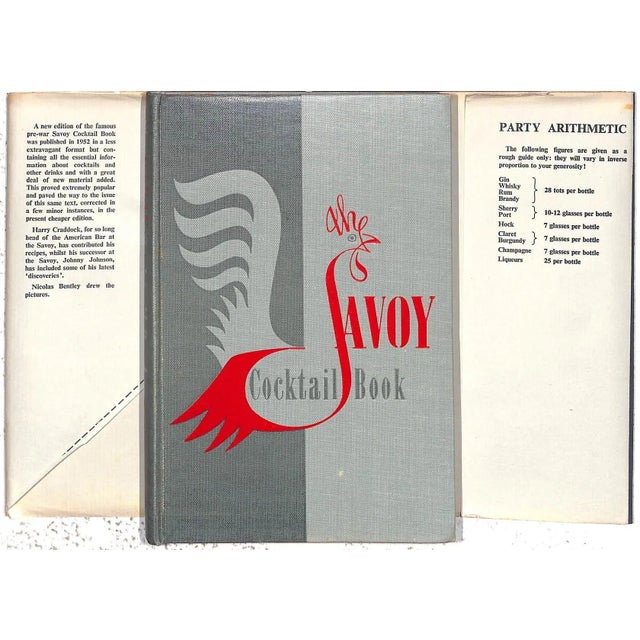 A new edition of the famous
pre-war Savoy Cocktail Book
was published in 1952 in a less
extravagant format but con-
taining all the essential infor-
mation about cocktails and
other drinks and with a great
deal of new material added.
This proved extremely popular
and paved the way to the issue
of this same text, corrected in
a few minor instances, in the
present cheaper edition.
Harry Craddock, for so long
head of the American Bar at
the Savoy, has contributed his
recipes, whilst his successor at
the Savoy, Johnny Johnson,
has included some of his latest
'discoveries'.
Nicolas Bentley drew the
pictures.
the
SAVOY
Cocktail Book
PARTY ARITHMETIC
The following figures are given as a
rough guide only: they will vary in inverse
proportion to your generosity!
Gin
Whisky
Rum
Brandy
28 tots per bottle
Sherry
Port
10-12 glasses per bottle
Hock 7 glasses per bottle
Claret
Burgundy
7 glasses per bottle
Champagne 7 glasses per bottle
Liqueurs 25 per bottle